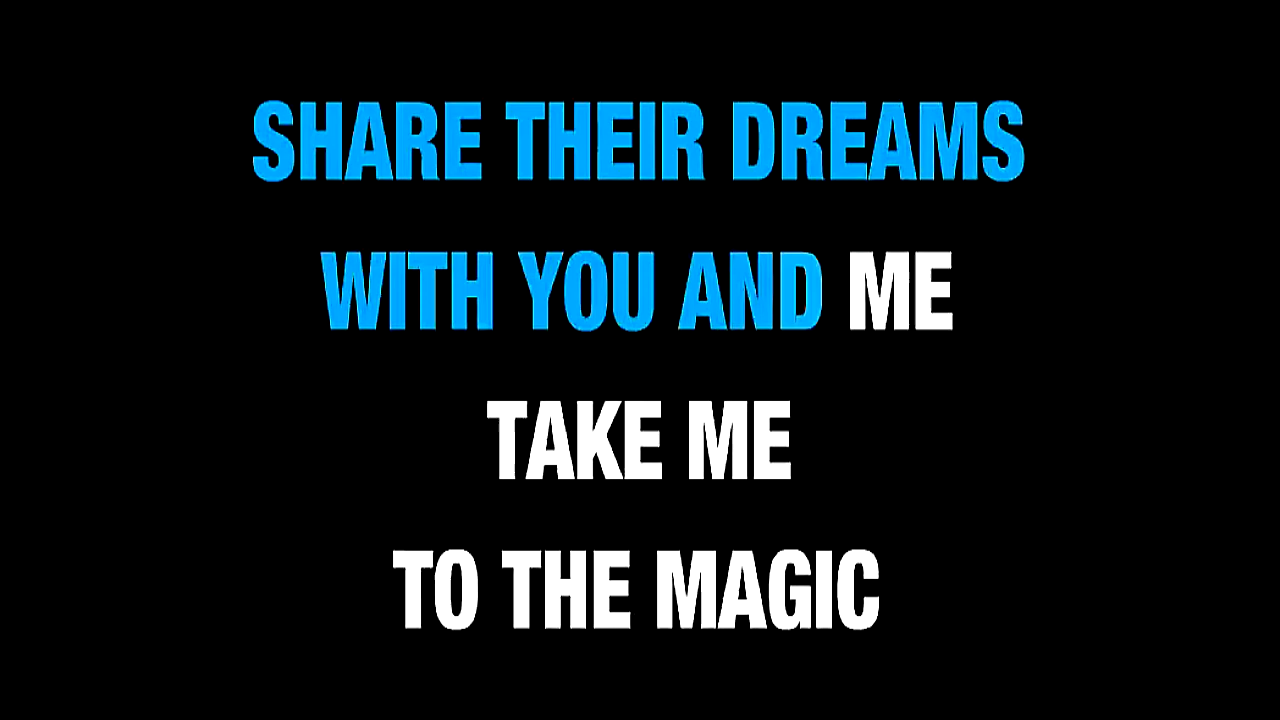 SHARE THEIR DREAMS
WITH YOU AND ME
TAKE ME
TO THE MAGIC